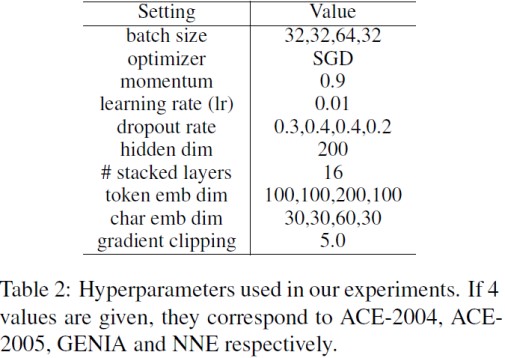 Setting Value
batch size 32,32,64,32
optimizer SGD
momentum 0.9
learning rate (lr) 0.01
dropout rate 0.3,0.4,0.4,0.2
hidden dim 200
# stacked layers 16
token emb dim 100,100,200,100
char emb dim 30,30,60,30
gradient clipping 5.0
Table 2: Hyperparameters used in our experiments. If 4
values are given, they correspond to ACE-2004, ACE-
2005, GENIA and NNE respectively.